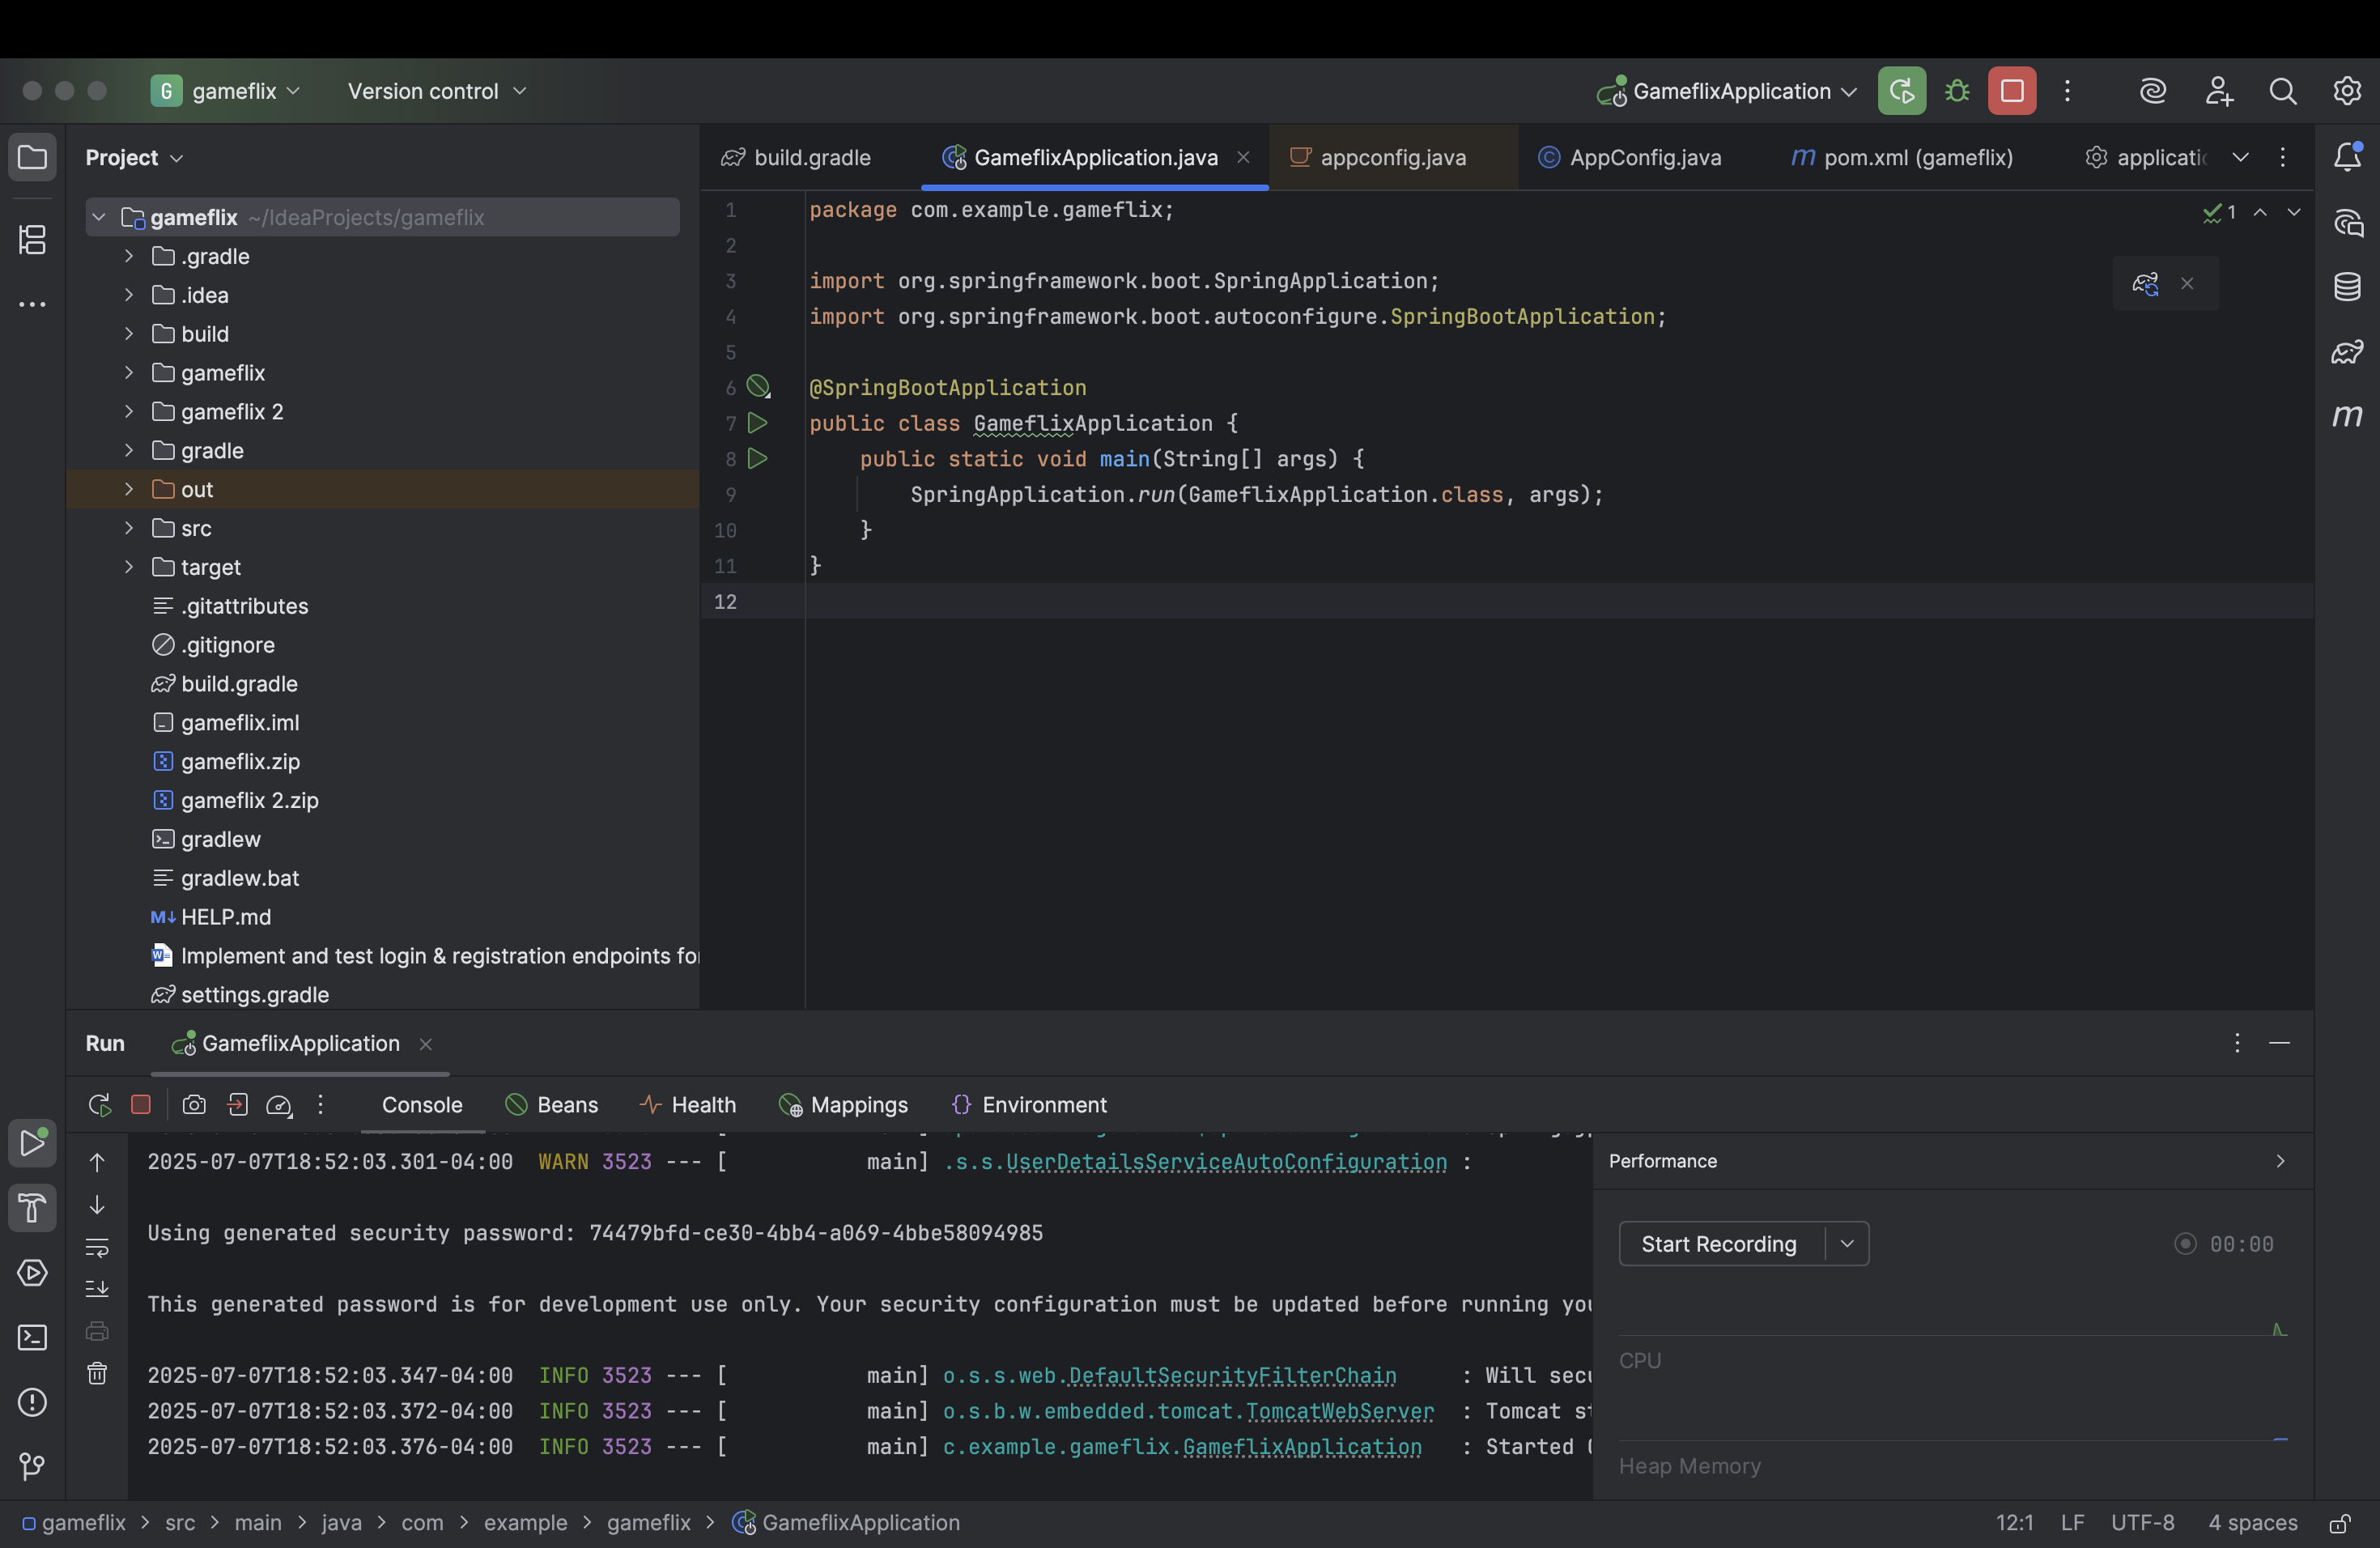 G gameflix
Version control
GameflixApplication
Project
build.gradle
GameflixApplication.java
appconfig.java
AppConfig.java
m pom.xml (gameflix)
applicatio
gameflix ~/IdeaProjects/gameflix
.gradle
.idea
build
gameflix
gameflix 2
gradle
out
src
target
.gitattributes
.gitignore
build.gradle
gameflix.iml
gameflix.zip
gameflix 2.zip
gradlew
gradlew.bat
M↓ HELP.md
Implement and test login & registration endpoints for
settings.gradle
1 package com.example.gameflix;
2
3 import org.springframework.boot.SpringApplication;
4 import org.springframework.boot.autoconfigure.SpringBootApplication;
5
6 @SpringBootApplication
7 public class GameflixApplication {
8 public static void main(String[] args) {
9 SpringApplication.run(GameflixApplication.class, args);
10 }
11 }
12
1
m
Run
GameflixApplication
Console
Beans
Health
Mappings
Environment
2025-07-07T18:52:03.301-04:00 WARN 3523 --- [ main] .s.s.UserDetailsServiceAutoConfiguration :
Using generated security password: 74479bfd-ce30-4bb4-a069-4bbe58094985
This generated password is for development use only. Your security configuration must be updated before running you
2025-07-07T18:52:03.347-04:00 INFO 3523 --- [ main] o.s.s.web.DefaultSecurityFilterChain : Will secu
2025-07-07T18:52:03.372-04:00 INFO 3523 --- [ main] o.s.b.w.embedded.tomcat.TomcatWebServer : Tomcat st
2025-07-07T18:52:03.376-04:00 INFO 3523 --- [ main] c.example.gameflix.GameflixApplication : Started
Performance
Start Recording
00:00
CPU
Heap Memory
gameflix > src > main > java > com > example > gameflix > GameflixApplication
12:1 LF UTF-8 4 spaces